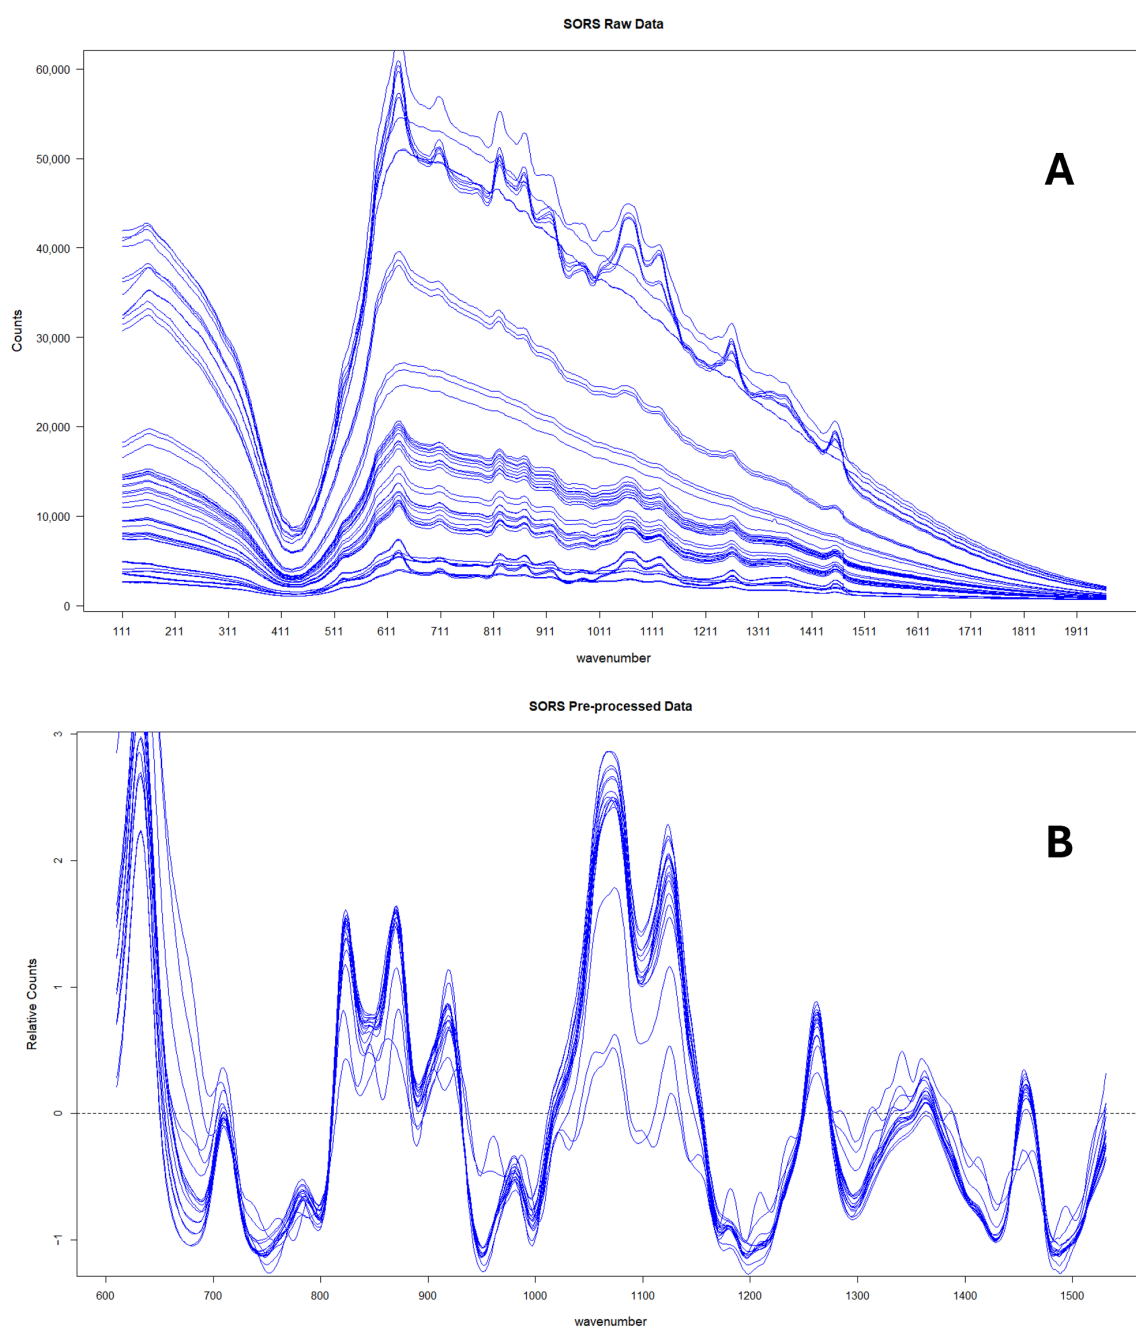 SORS Raw Data
A
Counts
60,000
50,000
40,000
30,000
20,000
10,000
0
111 211 311 411 511 611 711 811 911 1011 1111 1211 1311 1411 1511 1611 1711 1811 1911
wavenumber
SORS Pre-processed Data
B
Relative Counts
3
2
1
0
−1
600 700 800 900 1000 1100 1200 1300 1400 1500
wavenumber